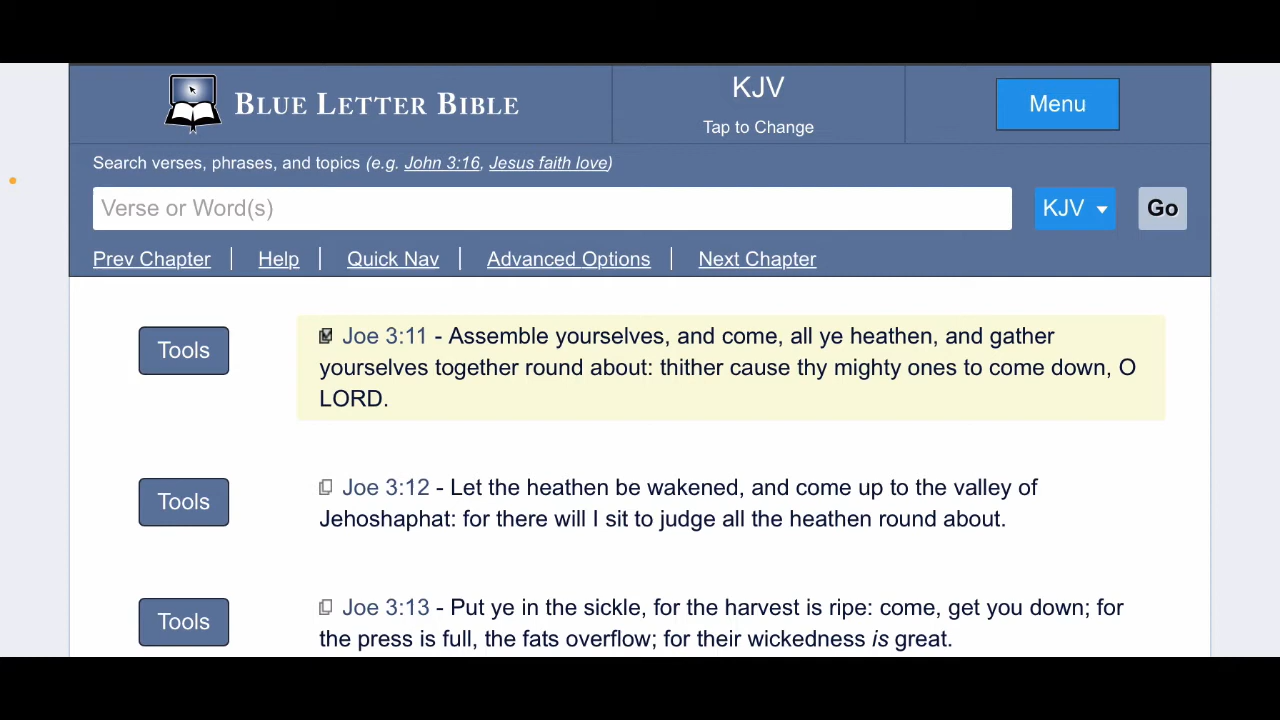 BLUE LETTER BIBLE
KJV
Tap to Change
Menu
Search verses, phrases, and topics (e.g. John 3:16, Jesus faith love)
Verse or Word(s)
KJV
Go
Prev Chapter | Help | Quick Nav | Advanced Options | Next Chapter
Tools
Joe 3:11 - Assemble yourselves, and come, all ye heathen, and gather
yourselves together round about: thither cause thy mighty ones to come down, O
LORD.
Tools
Joe 3:12 - Let the heathen be wakened, and come up to the valley of
Jehoshaphat: for there will I sit to judge all the heathen round about.
Tools
Joe 3:13 - Put ye in the sickle, for the harvest is ripe: come, get you down; for
the press is full, the fats overflow; for their wickedness is great.